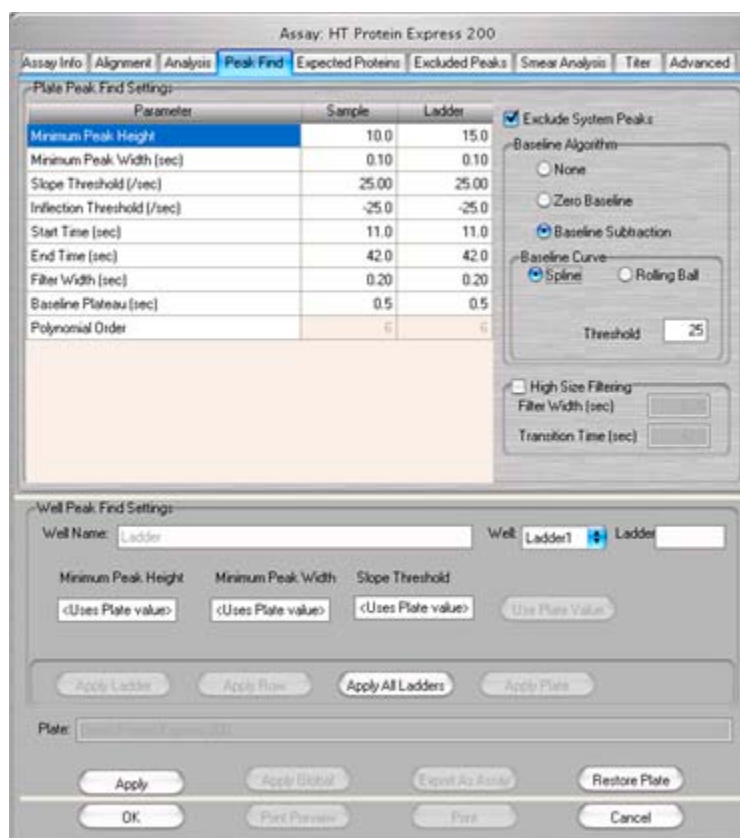 Assay: HT Protein Express 200
Assay Info Alignment Analysis Peak Find Expected Proteins Excluded Peaks Smear Analysis Titer Advanced
Plate Peak Find Settings
Parameter Sample Ladder
Minimum Peak Height 10.0 15.0
Minimum Peak Width (sec) 0.10 0.10
Slope Threshold (/sec) 25.00 25.00
Inflection Threshold (/sec) -25.0 -25.0
Start Time (sec) 11.0 11.0
End Time (sec) 42.0 42.0
Filter Width (sec) 0.20 0.20
Baseline Plateau (sec) 0.5 0.5
Polynomial Order 6 6
Exclude System Peaks
Baseline Algorithm
None
Zero Baseline
Baseline Subtraction
Baseline Curve
Spline Rolling Ball
Threshold 25
High Size Filtering
Filter Width (sec)
Transition Time (sec)
Well Peak Find Settings
Well Name: Ladder Well: Ladder1 Ladder
Minimum Peak Height Minimum Peak Width Slope Threshold
<Uses Plate value> <Uses Plate value> <Uses Plate value> Use Plate Value
Apply Ladder Apply Row Apply All Ladders Apply Plate
Plate:
Apply Apply Global Export As Assay Restore Plate
OK Print Preview Print Cancel